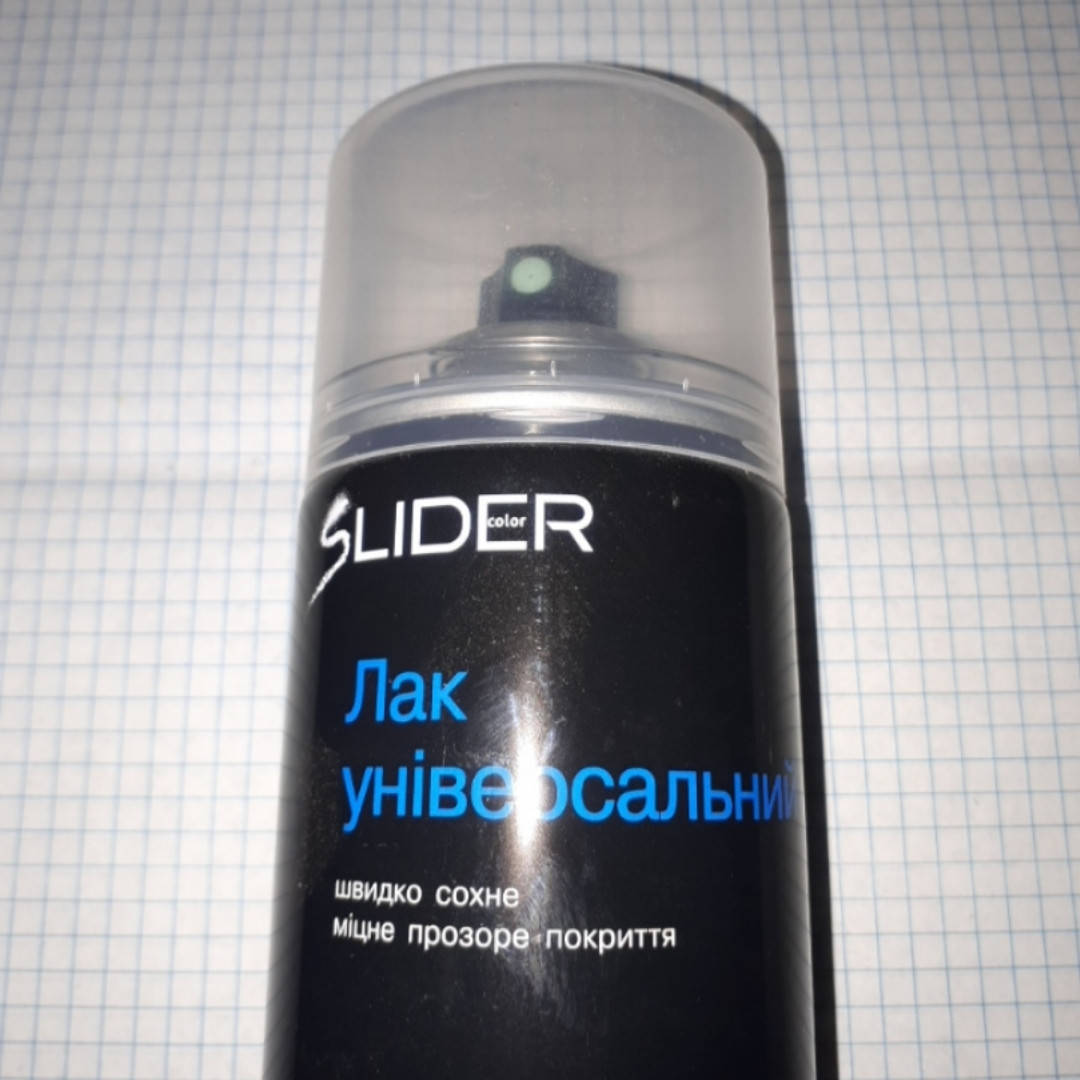 SLIDER
color
Лак
універсальний
швидко сохне
міцне прозоре покриття